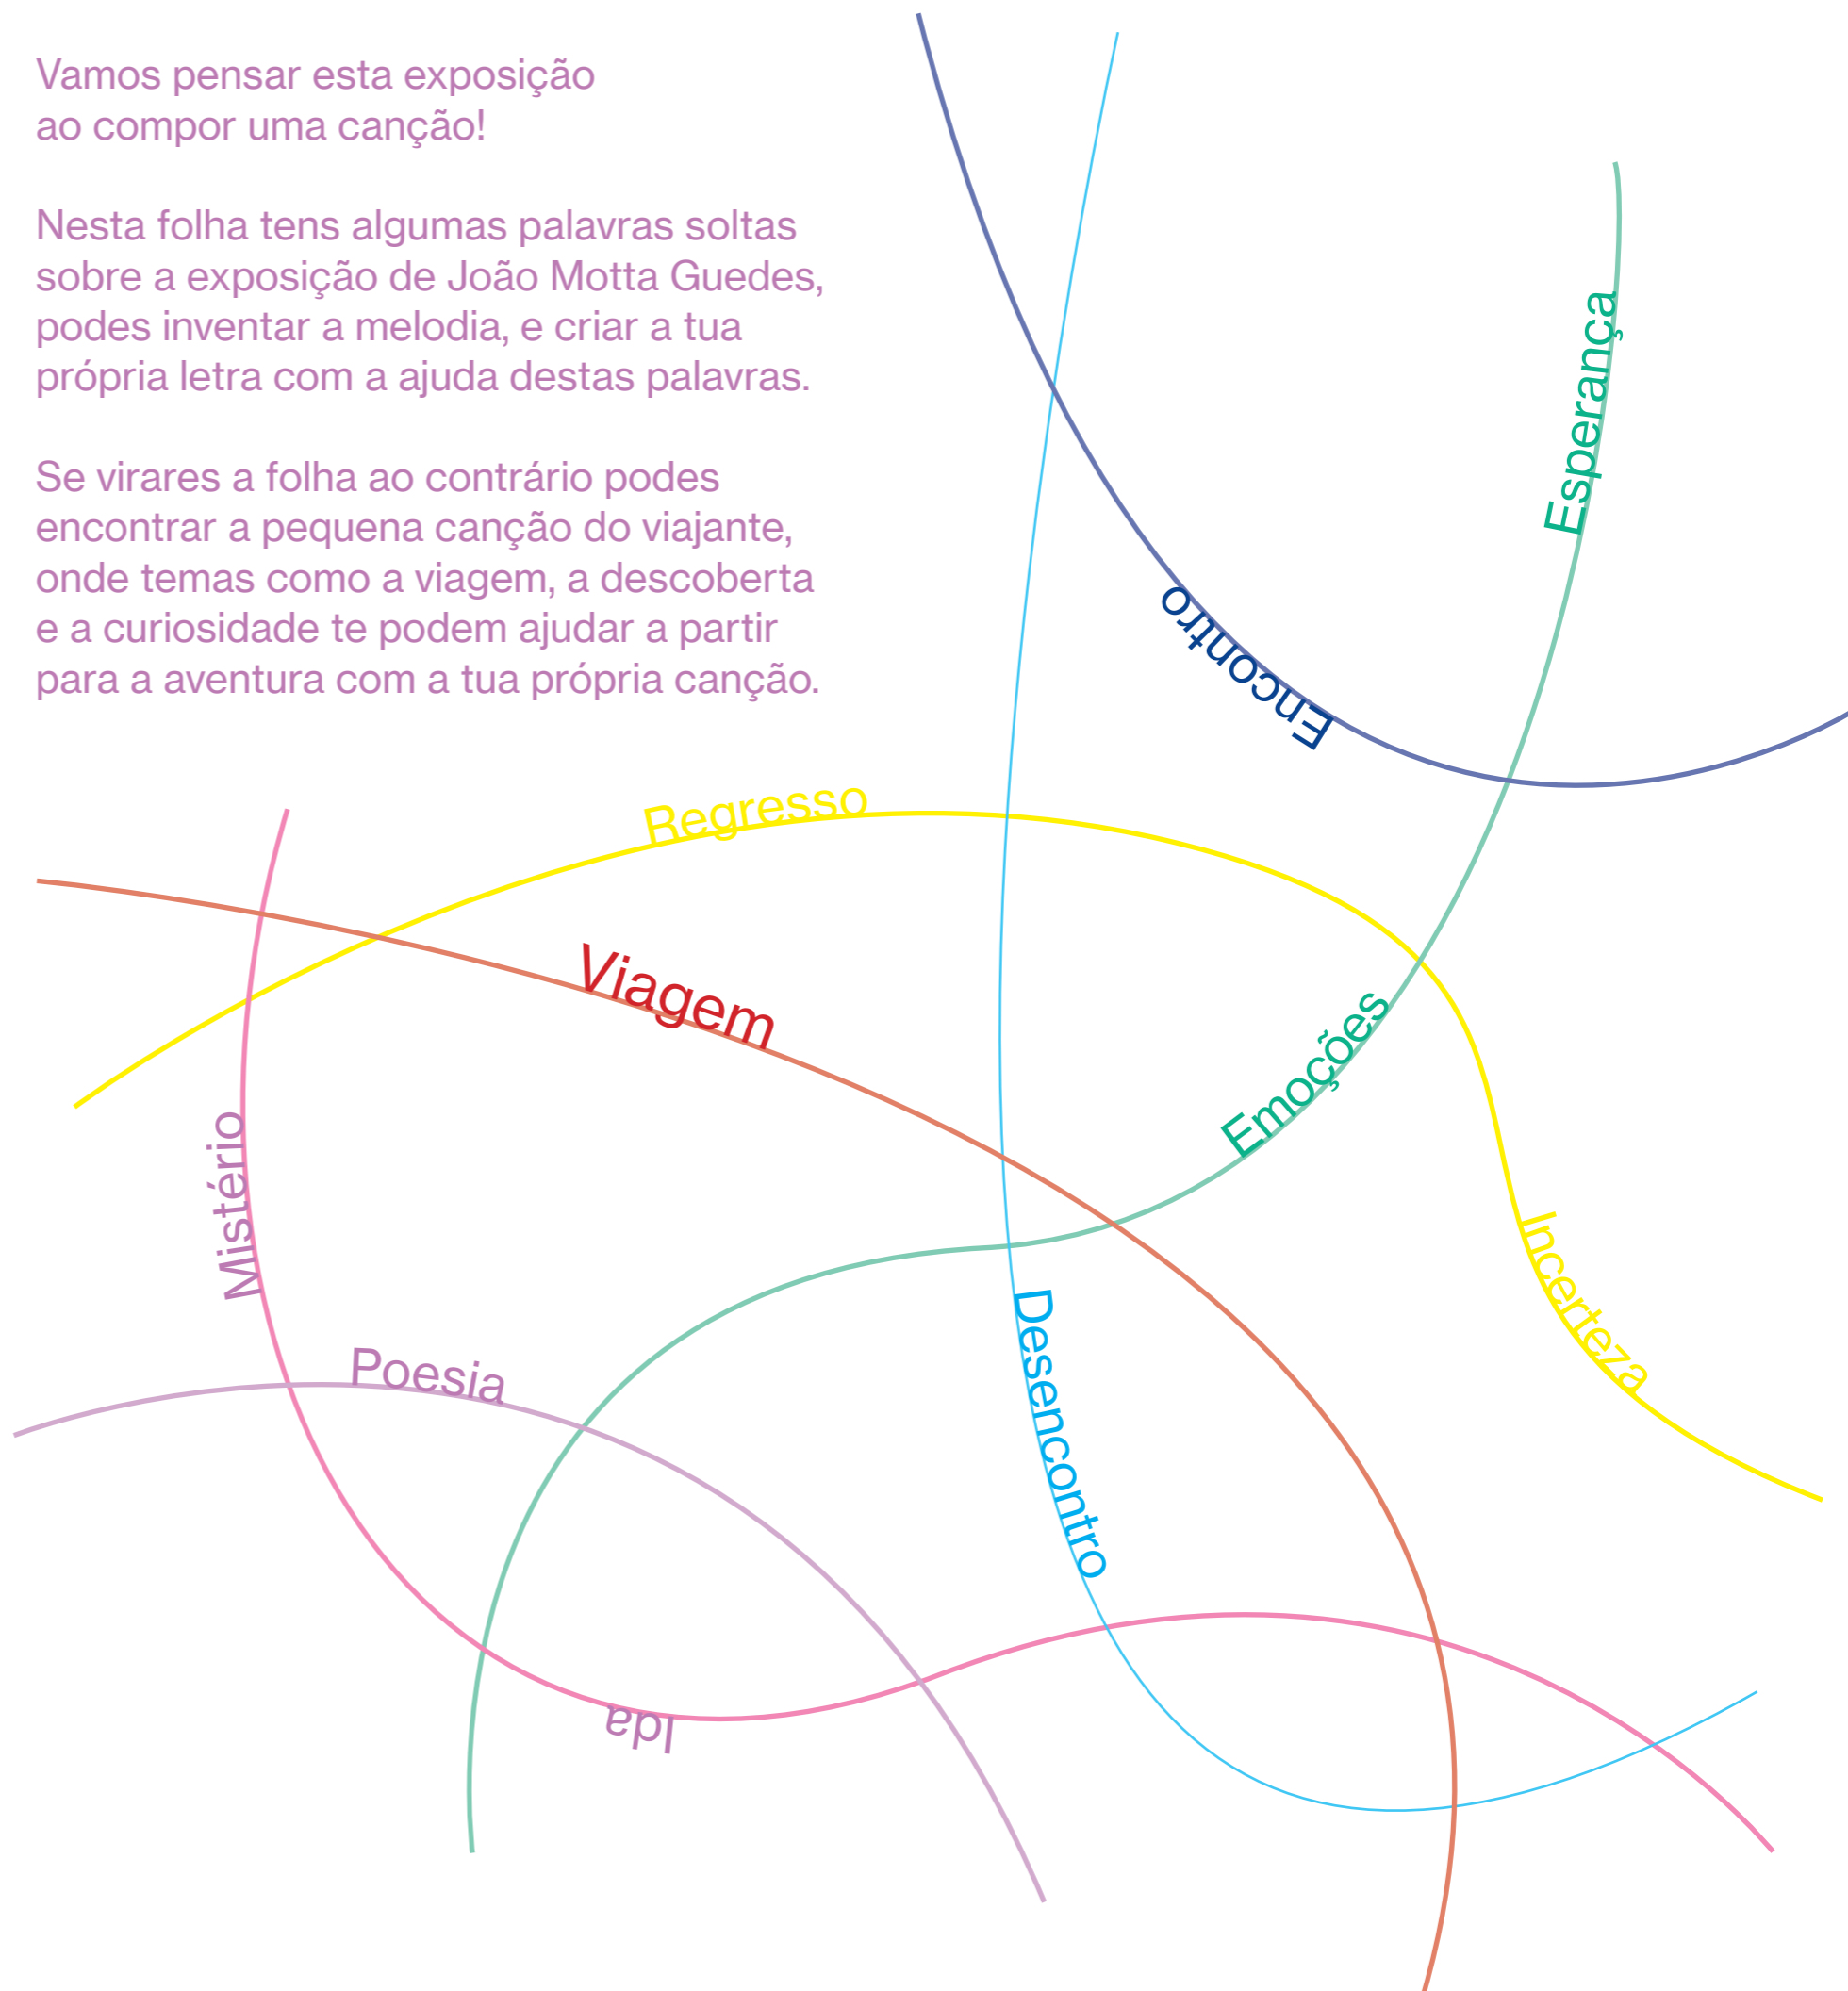 Vamos pensar esta exposição
ao compor uma canção!
Nesta folha tens algumas palavras soltas
sobre a exposição de João Motta Guedes,
podes inventar a melodia, e criar a tua
própria letra com a ajuda destas palavras.
Se virares a folha ao contrário podes
encontrar a pequena canção do viajante,
onde temas como a viagem, a descoberta
e a curiosidade te podem ajudar a partir
para a aventura com a tua própria canção.
Esperança
Encontro
Regresso
Viagem
Emoções
Mistério
Incerteza
Desencontro
Poesia
Ida